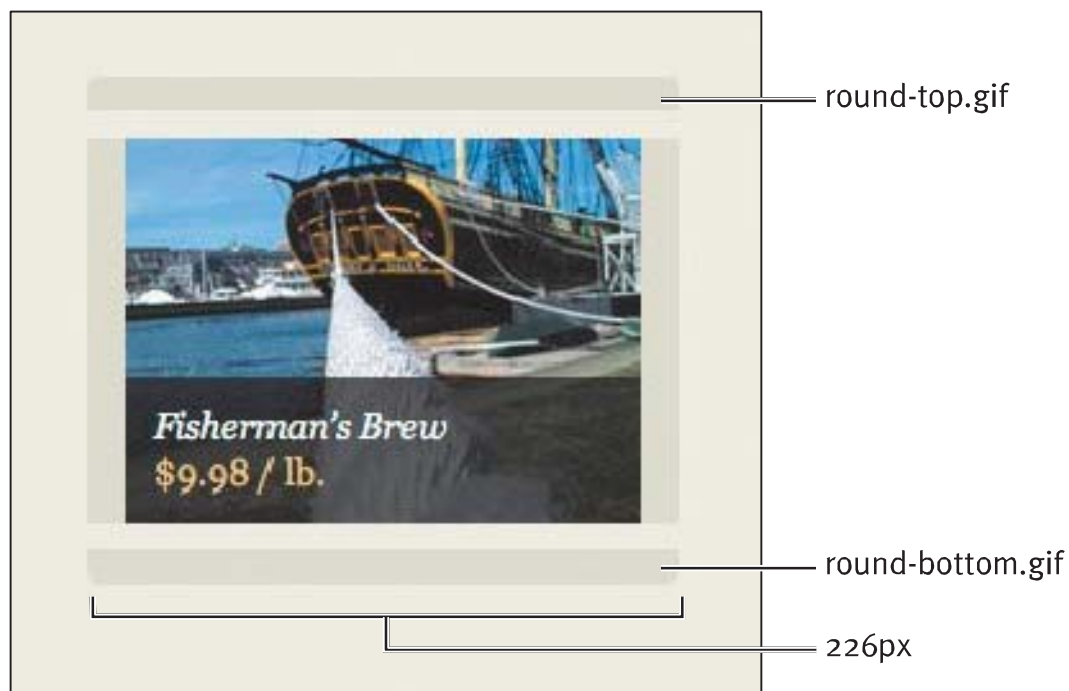 round-top.gif
Fisherman's Brew
$9.98 / lb.
round-bottom.gif
226px